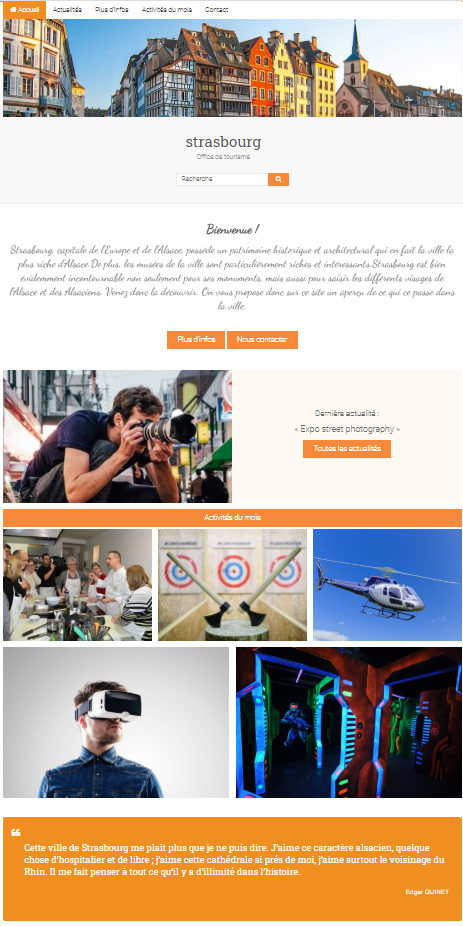 Accueil Actualités Plus d'infos Activités du mois Contact
strasbourg
Office de tourisme
Recherche
Bienvenue !
Strasbourg, capitale de l'Europe et de l'Alsace, possède un patrimoine historique et architectural qui en fait la ville la
plus riche d'Alsace.De plus, les musées de la ville sont particulièrement riches et intéressants.Strasbourg est bien
évidemment incontournable non seulement pour ses monuments, mais aussi pour saisir les différents visages de
l'Alsace et des Alsaciens. Venez donc la découvrir. On vous propose donc sur ce site un aperçu de ce qui ce passe dans
la ville.
Plus d'infos Nous contacter
Dernière actualité :
« Expo street photography »
Toutes les actualités
Activités du mois
Cette ville de Strasbourg me plaît plus que je ne puis dire. J'aime ce caractère alsacien, quelque
chose d'hospitalier et de libre ; j'aime cette cathédrale si prés de moi, j'aime surtout le voisinage du
Rhin. Il me fait penser à tout ce qu'il y a d'illimité dans l'histoire.
Edgar QUINET